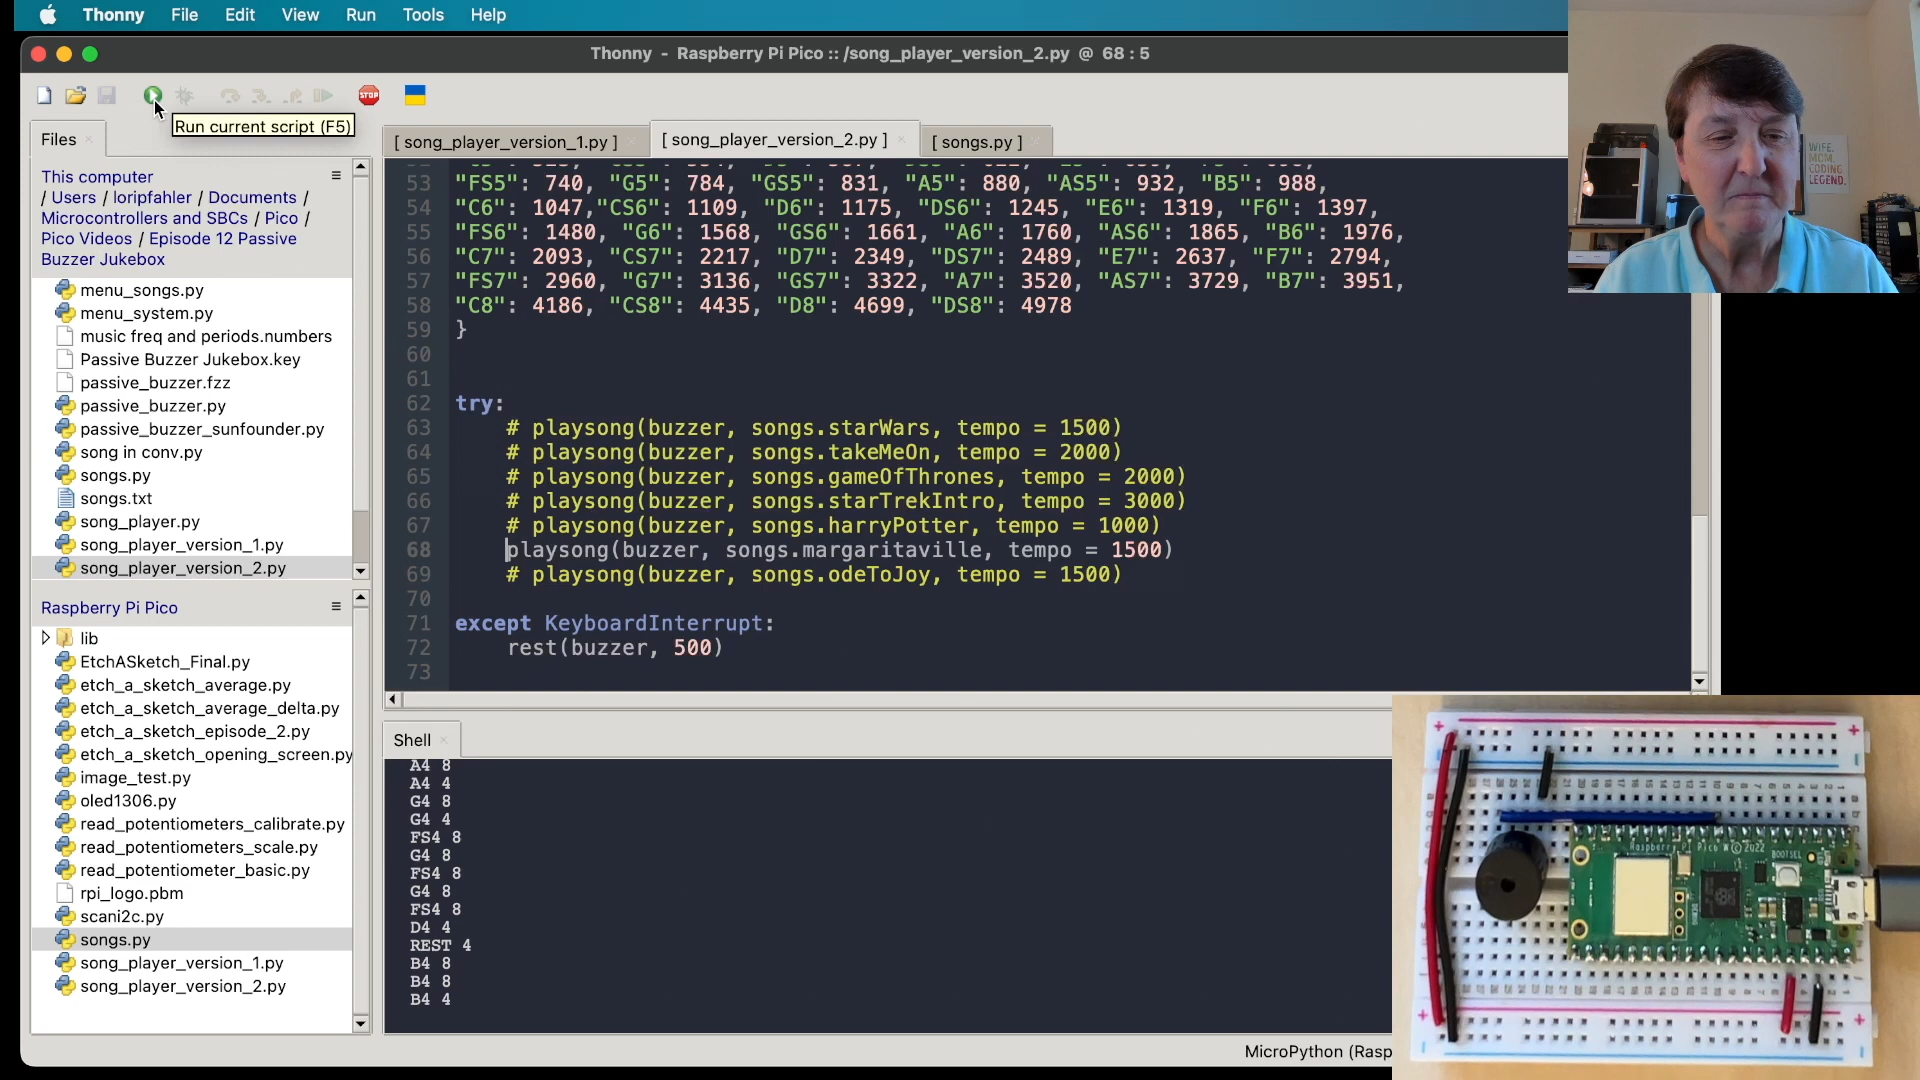 Thonny File Edit View Run Tools Help
Thonny - Raspberry Pi Pico :: /song_player_version_2.py @ 68 : 5
STOP
Run current script (F5)
Files
[ song_player_version_1.py ]
[ song_player_version_2.py ]
[ songs.py ]
This computer
/ Users / loripfahler / Documents /
Microcontrollers and SBCs / Pico /
Pico Videos / Episode 12 Passive
Buzzer Jukebox
menu_songs.py
menu_system.py
music freq and periods.numbers
Passive Buzzer Jukebox.key
passive_buzzer.fzz
passive_buzzer.py
passive_buzzer_sunfounder.py
song in conv.py
songs.py
songs.txt
song_player.py
song_player_version_1.py
song_player_version_2.py
Raspberry Pi Pico
lib
EtchASketch_Final.py
etch_a_sketch_average.py
etch_a_sketch_average_delta.py
etch_a_sketch_episode_2.py
etch_a_sketch_opening_screen.py
image_test.py
oled1306.py
read_potentiometers_calibrate.py
read_potentiometers_scale.py
read_potentiometer_basic.py
rpi_logo.pbm
scani2c.py
songs.py
song_player_version_1.py
song_player_version_2.py
53 "FS5": 740, "G5": 784, "GS5": 831, "A5": 880, "AS5": 932, "B5": 988,
54 "C6": 1047,"CS6": 1109, "D6": 1175, "DS6": 1245, "E6": 1319, "F6": 1397,
55 "FS6": 1480, "G6": 1568, "GS6": 1661, "A6": 1760, "AS6": 1865, "B6": 1976,
56 "C7": 2093, "CS7": 2217, "D7": 2349, "DS7": 2489, "E7": 2637, "F7": 2794,
57 "FS7": 2960, "G7": 3136, "GS7": 3322, "A7": 3520, "AS7": 3729, "B7": 3951,
58 "C8": 4186, "CS8": 4435, "D8": 4699, "DS8": 4978
59 }
60
61
62 try:
63 # playsong(buzzer, songs.starWars, tempo = 1500)
64 # playsong(buzzer, songs.takeMeOn, tempo = 2000)
65 # playsong(buzzer, songs.gameOfThrones, tempo = 2000)
66 # playsong(buzzer, songs.starTrekIntro, tempo = 3000)
67 # playsong(buzzer, songs.harryPotter, tempo = 1000)
68 playsong(buzzer, songs.margaritaville, tempo = 1500)
69 # playsong(buzzer, songs.odeToJoy, tempo = 1500)
70
71 except KeyboardInterrupt:
72 rest(buzzer, 500)
73
Shell
A4 8
A4 4
G4 8
G4 4
FS4 8
G4 8
FS4 8
G4 8
FS4 8
D4 4
REST 4
B4 8
B4 8
B4 4
MicroPython (Rasp
WIFE.
MOM.
CODING
LEGEND.
Raspberry Pi Pico W © 2022
BOOTSEL